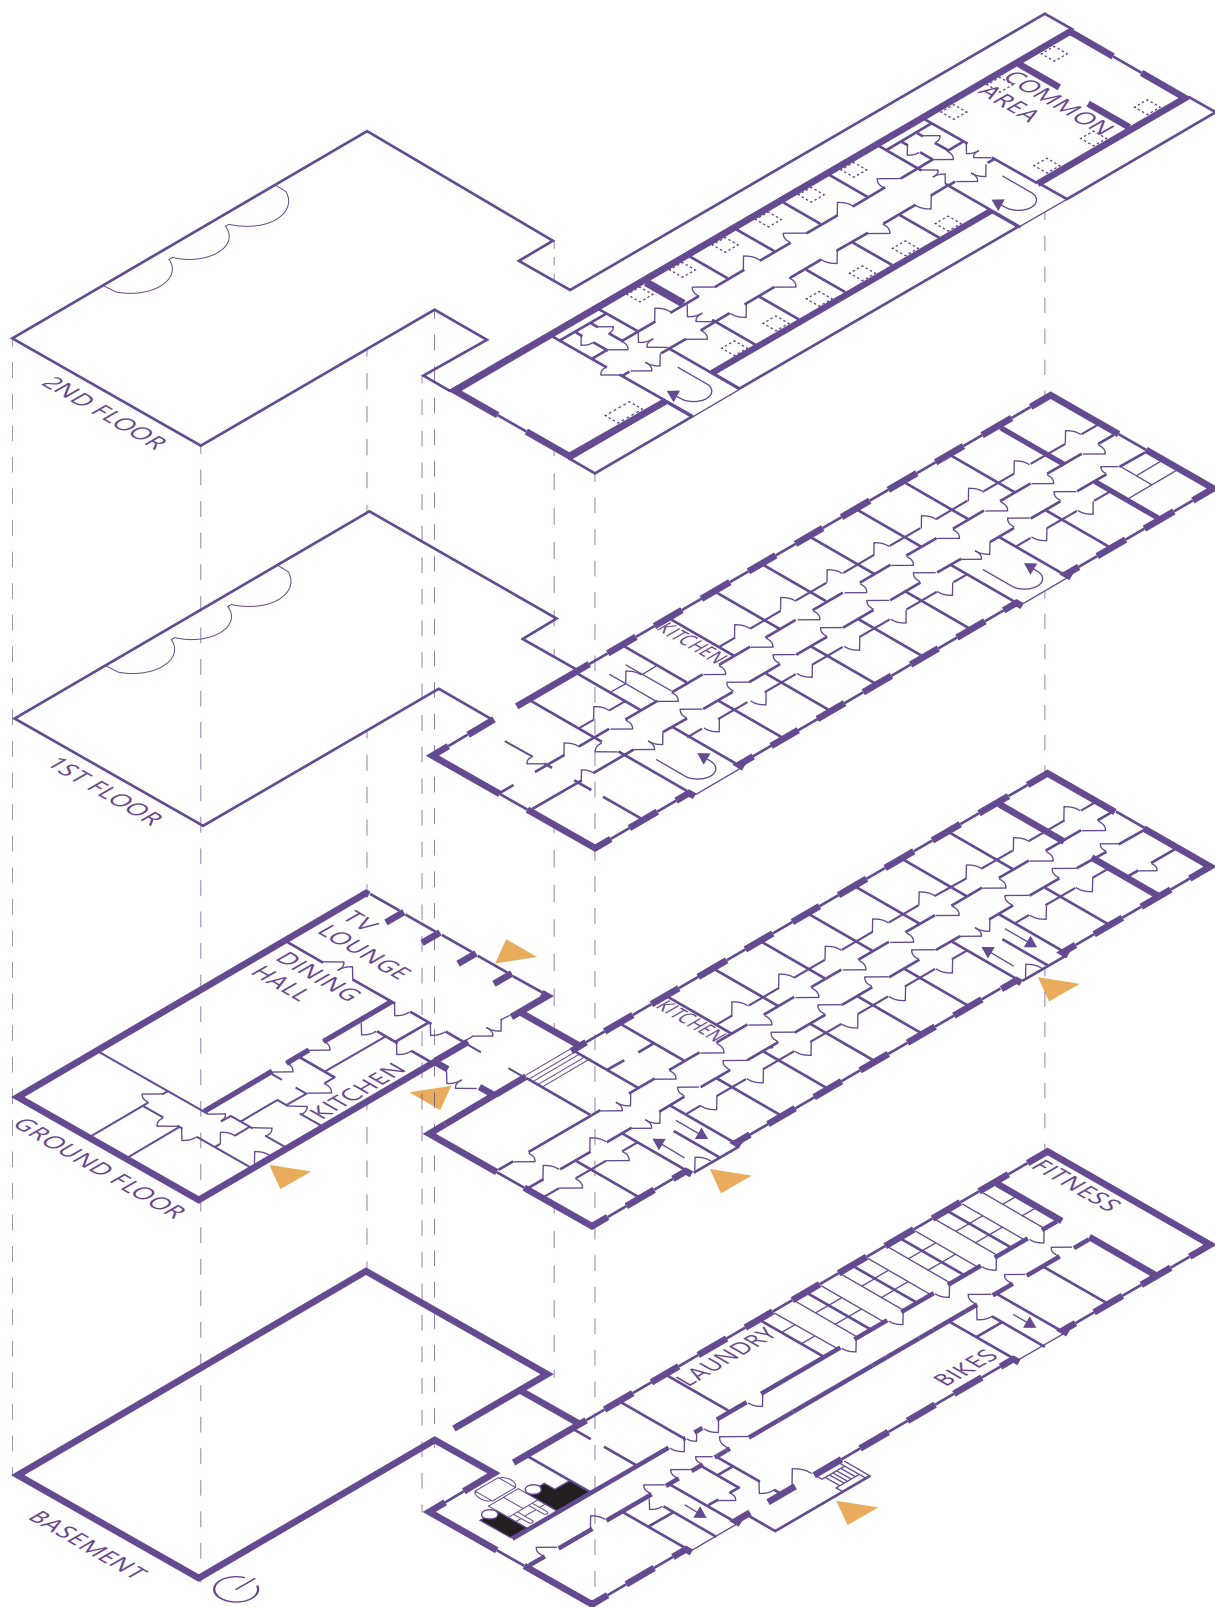 COMMON
AREA
2ND FLOOR
KITCHEN
1ST FLOOR
TV
LOUNGE
DINING
HALL
KITCHEN
KITCHEN
GROUND FLOOR
FITNESS
LAUNDRY
BIKES
BASEMENT